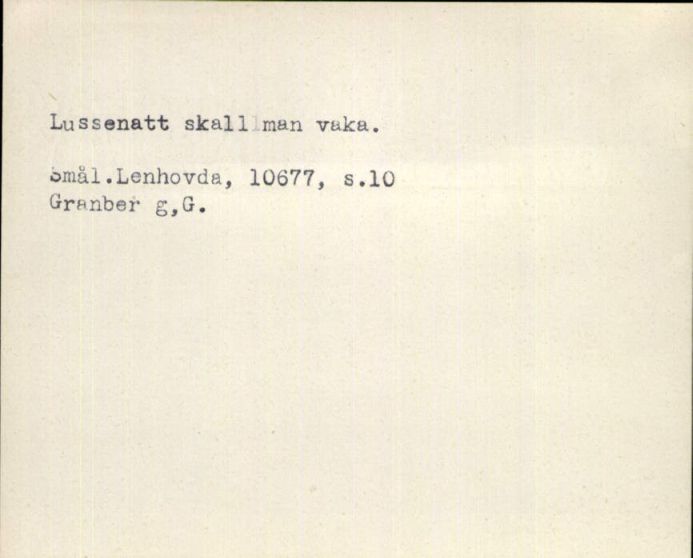 Lussenatt skall man vaka.
Smål.Lenhovda, 10677, s.10
Granber g,G.